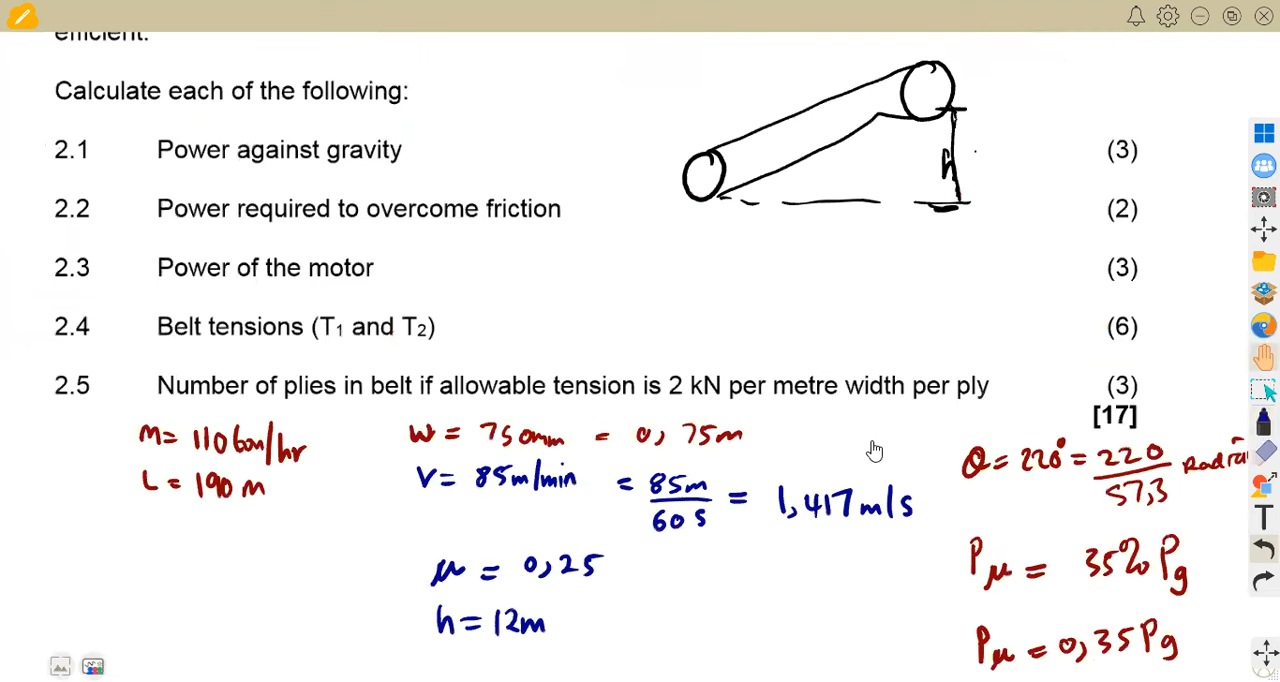 efficient.
Calculate each of the following:
2.1 Power against gravity (3)
2.2 Power required to overcome friction (2)
2.3 Power of the motor (3)
2.4 Belt tensions (T₁ and T₂) (6)
2.5 Number of plies in belt if allowable tension is 2 kN per metre width per ply (3)
[17]
h
M = 110 ton/hr
L = 190 m
W = 750mm = 0,75m
V = 85m/min = 85m/60s = 1,417m/s
μ = 0,25
h = 12m
θ = 220° = 220/57,3 Radia
Pμ = 35% Pg
Pμ = 0,35Pg
T